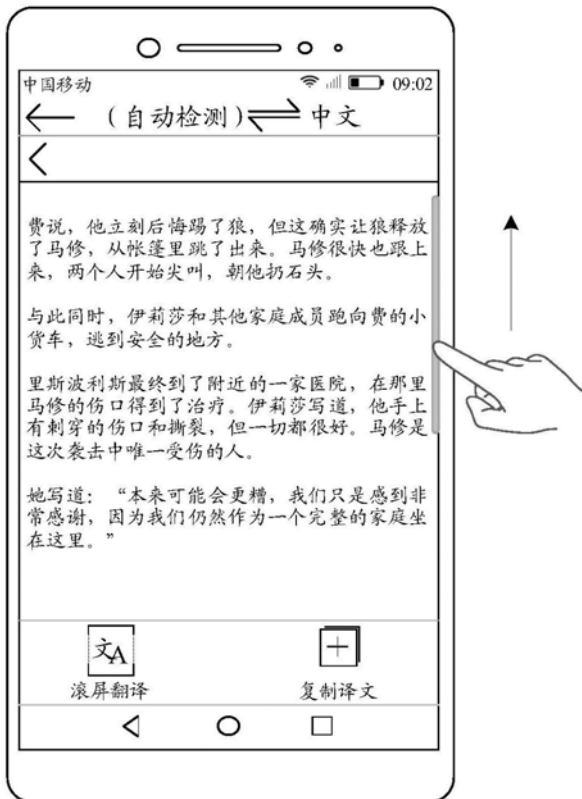 中国移动 09:02
(自动检测) 中文
费说,他立刻后悔踢了狼,但这确实让狼释放
了马修,从帐篷里跳了出来。马修很快也跟上
来,两个人开始尖叫,朝他扔石头。
与此同时,伊莉莎和其他家庭成员跑向费的小
货车,逃到安全的地方。
里斯波利斯最终到了附近的一家医院,在那里
马修的伤口得到了治疗。伊莉莎写道,他手上
有刺穿的伤口和撕裂,但一切都很好。马修是
这次袭击中唯一受伤的人。
她写道:“本来可能会更糟,我们只是感到非
常感谢,因为我们仍然作为一个完整的家庭坐
在这里。”
文A
滚屏翻译 复制译文